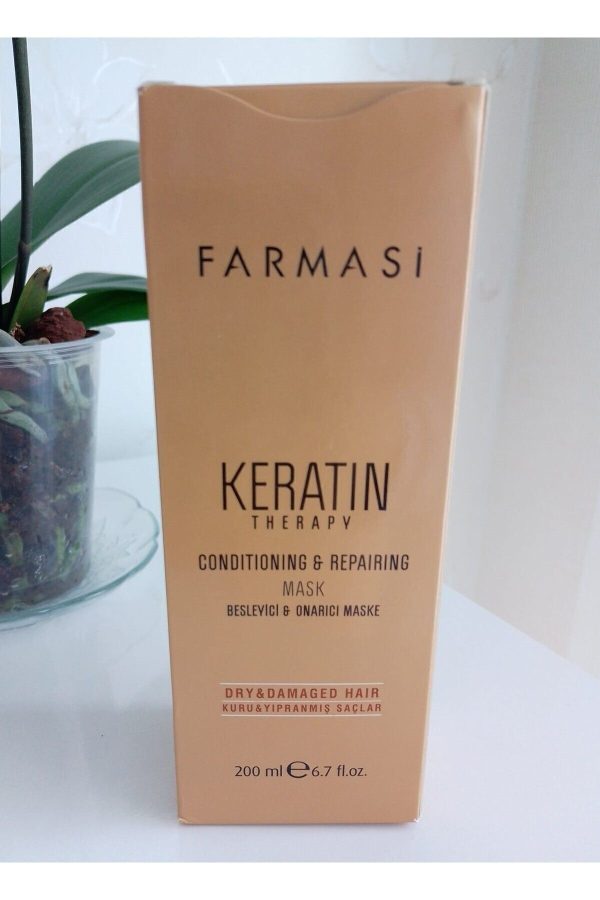 FARMASi
KERATIN
THERAPY
CONDITIONING & REPAIRING
MASK
BESLEYİCİ & ONARICI MASKE
DRY&DAMAGED HAIR
KURU&YIPRANMIŞ SAÇLAR
200 ml ℮ 6.7 fl.oz.